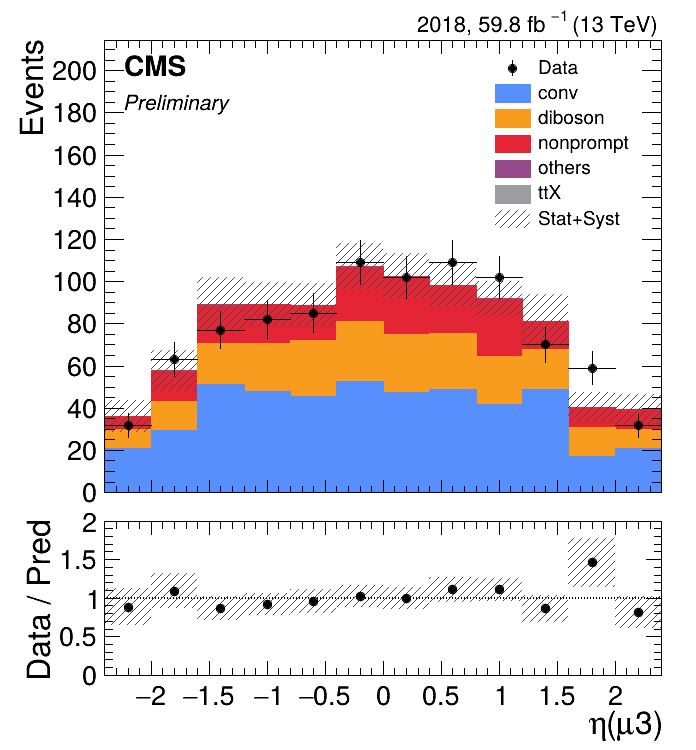 2018, 59.8 fb⁻¹ (13 TeV)
CMS
Preliminary
Events
200
180
160
140
120
100
80
60
40
20
0
Data
conv
diboson
nonprompt
others
ttX
Stat+Syst
Data / Pred
2
1.5
1
0.5
0
−2
−1.5
−1
−0.5
0
0.5
1
1.5
2
η(μ3)